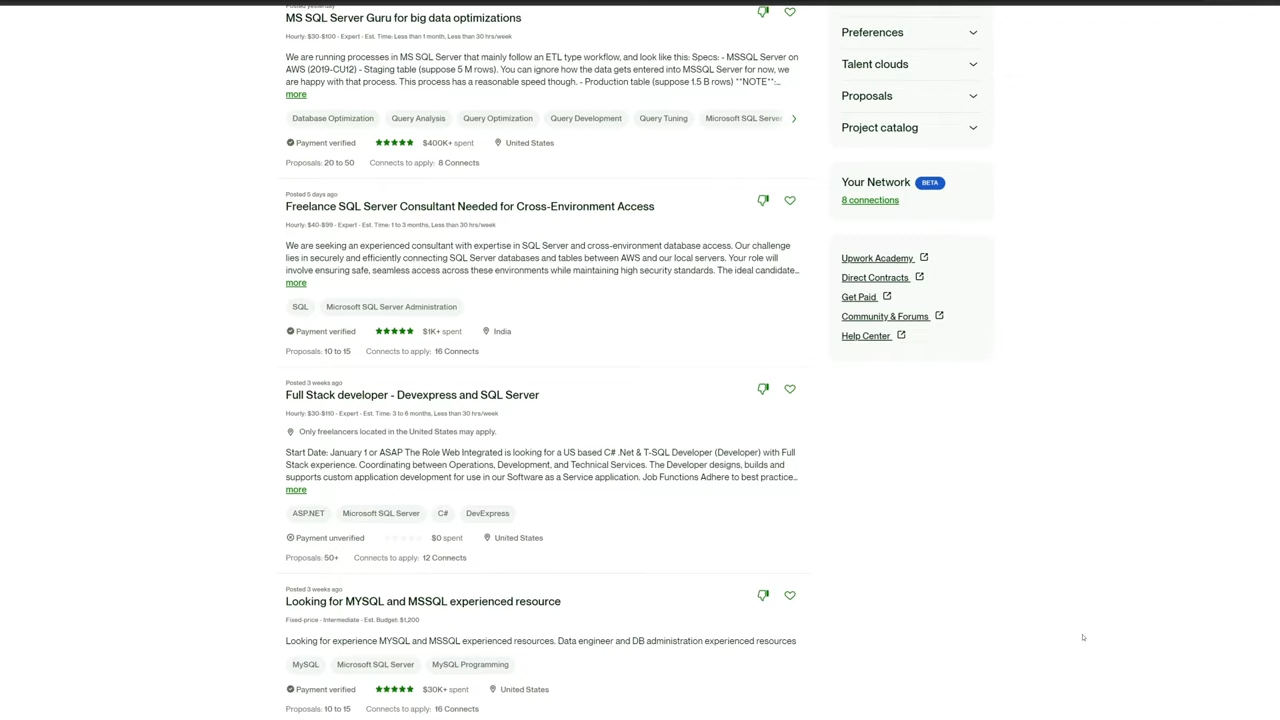 Posted yesterday
MS SQL Server Guru for big data optimizations
Hourly: $30-$100 - Expert - Est. Time: Less than 1 month, Less than 30 hrs/week
We are running processes in MS SQL Server that mainly follow an ETL type workflow, and look like this: Specs: - MSSQL Server on
AWS (2019-CU12) - Staging table (suppose 5 M rows). You can ignore how the data gets entered into MSSQL Server for now, we
are happy with that process. This process has a reasonable speed though. - Production table (suppose 1.5 B rows) **NOTE**:...
more
Database Optimization Query Analysis Query Optimization Query Development Query Tuning Microsoft SQL Server
Payment verified $400K+ spent United States
Proposals: 20 to 50 Connects to apply: 8 Connects
Posted 5 days ago
Freelance SQL Server Consultant Needed for Cross-Environment Access
Hourly: $40-$99 - Expert - Est. Time: 1 to 3 months, Less than 30 hrs/week
We are seeking an experienced consultant with expertise in SQL Server and cross-environment database access. Our challenge
lies in securely and efficiently connecting SQL Server databases and tables between AWS and our local servers. Your role will
involve ensuring safe, seamless access across these environments while maintaining high security standards. The ideal candidate...
more
SQL Microsoft SQL Server Administration
Payment verified $1K+ spent India
Proposals: 10 to 15 Connects to apply: 16 Connects
Posted 3 weeks ago
Full Stack developer - Devexpress and SQL Server
Hourly: $30-$110 - Expert - Est. Time: 3 to 6 months, Less than 30 hrs/week
Only freelancers located in the United States may apply.
Start Date: January 1 or ASAP The Role Web Integrated is looking for a US based C# .Net & T-SQL Developer (Developer) with Full
Stack experience. Coordinating between Operations, Development, and Technical Services. The Developer designs, builds and
supports custom application development for use in our Software as a Service application. Job Functions Adhere to best practice...
more
ASP.NET Microsoft SQL Server C# DevExpress
Payment unverified $0 spent United States
Proposals: 50+ Connects to apply: 12 Connects
Posted 3 weeks ago
Looking for MYSQL and MSSQL experienced resource
Fixed-price - Intermediate - Est. Budget: $1,200
Looking for experience MYSQL and MSSQL experienced resources. Data engineer and DB administration experienced resources
MySQL Microsoft SQL Server MySQL Programming
Payment verified $30K+ spent United States
Proposals: 10 to 15 Connects to apply: 16 Connects
Preferences
Talent clouds
Proposals
Project catalog
Your Network BETA
8 connections
Upwork Academy
Direct Contracts
Get Paid
Community & Forums
Help Center